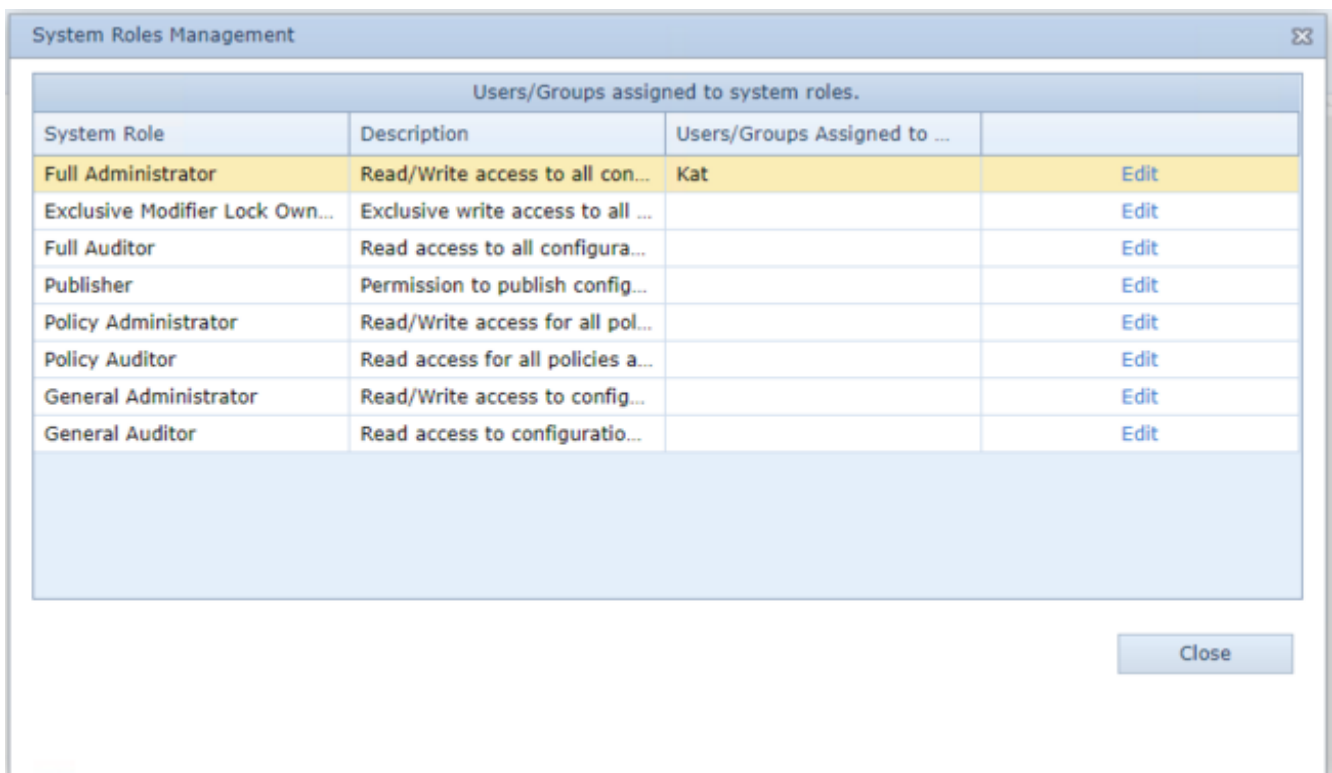 System Roles Management
Users/Groups assigned to system roles.
System Role Description Users/Groups Assigned to ...
Full Administrator Read/Write access to all con... Kat Edit
Exclusive Modifier Lock Own... Exclusive write access to all ... Edit
Full Auditor Read access to all configura... Edit
Publisher Permission to publish config... Edit
Policy Administrator Read/Write access for all pol... Edit
Policy Auditor Read access for all policies a... Edit
General Administrator Read/Write access to config... Edit
General Auditor Read access to configuratio... Edit
Close